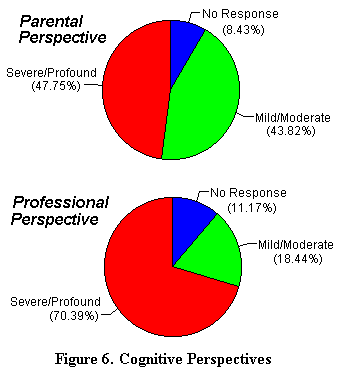 Parental
Perspective
No Response
(8.43%)
Severe/Profound
(47.75%)
Mild/Moderate
(43.82%)
Professional
Perspective
No Response
(11.17%)
Mild/Moderate
(18.44%)
Severe/Profound
(70.39%)
Figure 6. Cognitive Perspectives